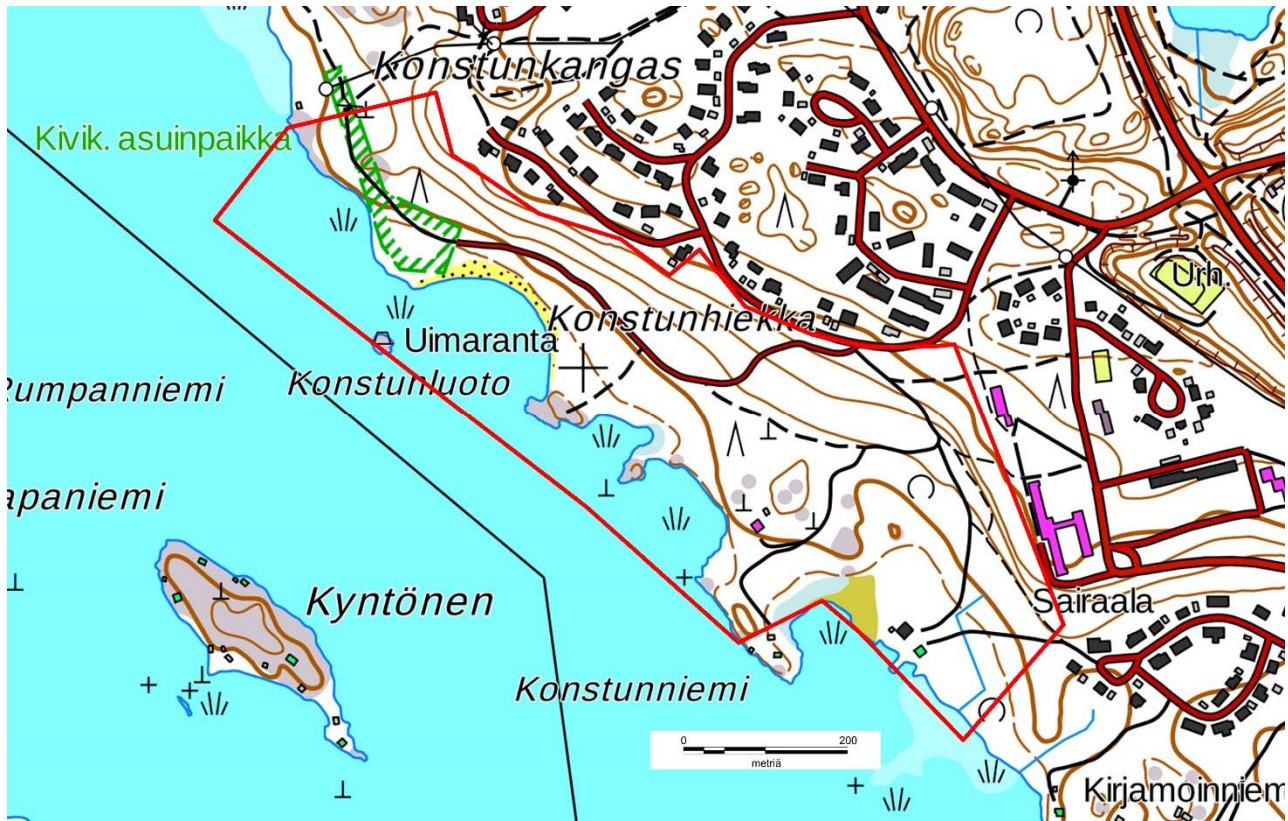 Konstunkangas
Kivik. asuinpaikka
Urh.
Konstunhiekka
Uimaranta
Rumpanniemi
Konstunluoto
apaniemi
Kyntönen
Sairaala
Konstunniemi
0 200
metriä
Kirjamoinniem